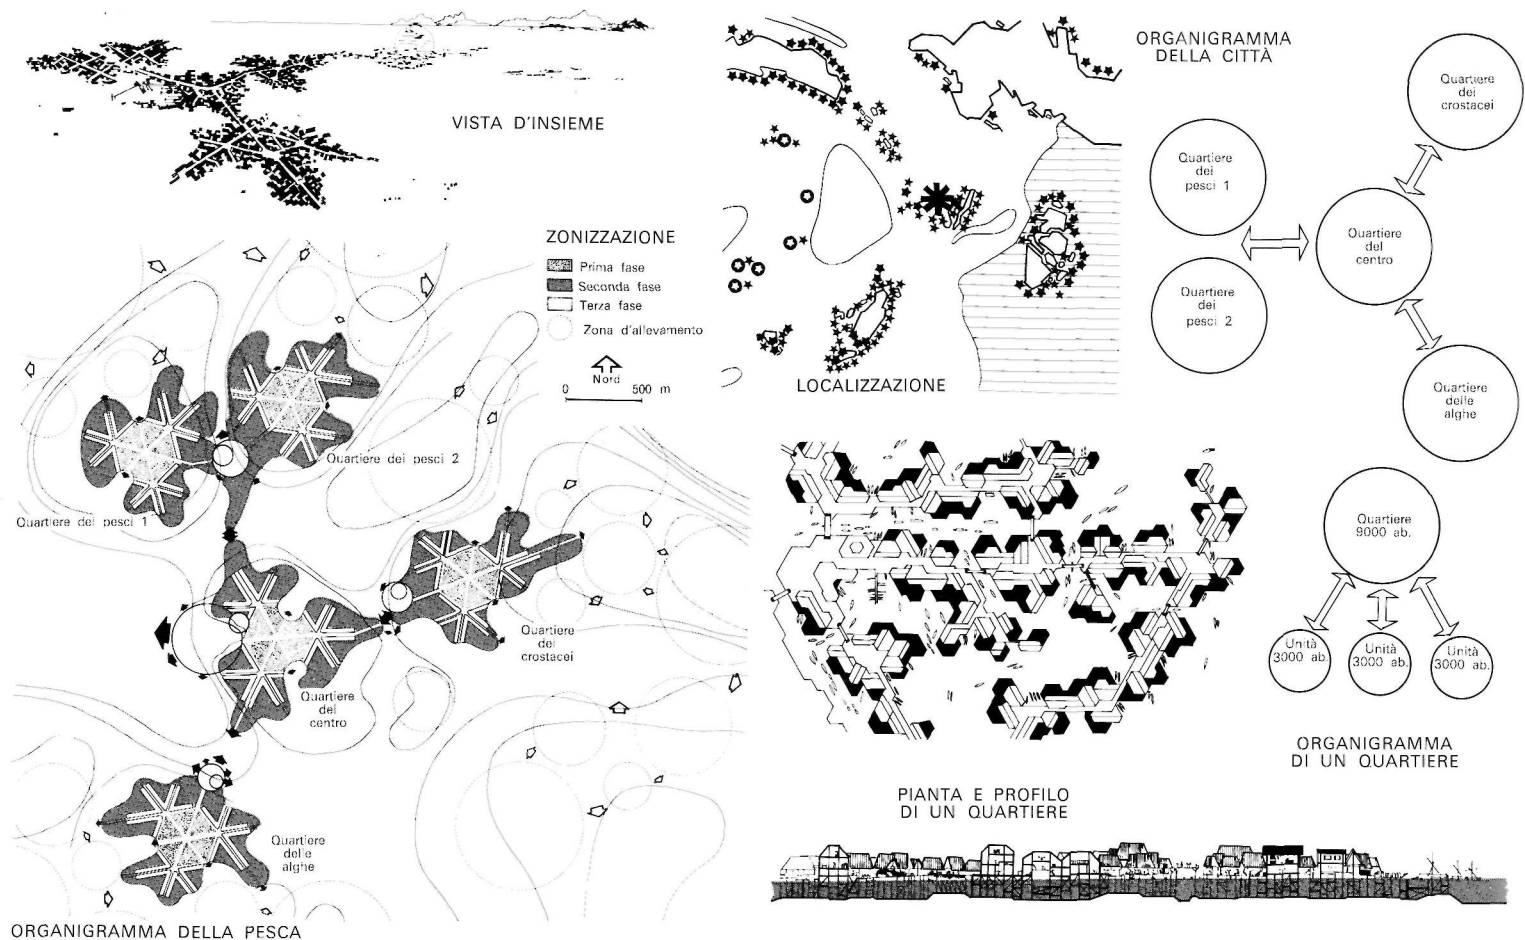 VISTA D'INSIEME
ZONIZZAZIONE
Prima fase
Seconda fase
Terza fase
Zona d'allevamento
Nord
0 500 m
Quartiere dei pesci 2
Quartiere dei pesci 1
Quartiere
dei
crostacei
Quartiere
del
centro
Quartiere
delle
alghe
ORGANIGRAMMA DELLA PESCA
LOCALIZZAZIONE
ORGANIGRAMMA
DELLA CITTÀ
Quartiere
dei
crostacei
Quartiere
dei
pesci 1
Quartiere
del
centro
Quartiere
dei
pesci 2
Quartiere
delle
alghe
Quartiere
9000 ab.
Unità
3000 ab.
Unità
3000 ab.
Unità
3000 ab.
ORGANIGRAMMA
DI UN QUARTIERE
PIANTA E PROFILO
DI UN QUARTIERE